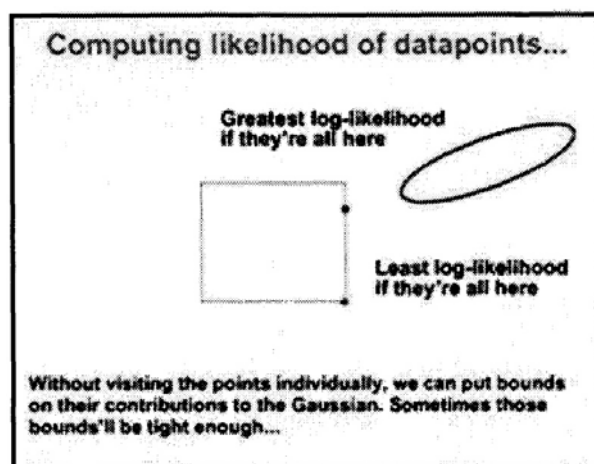 Computing likelihood of datapoints...
Greatest log-likelihood
if they're all here
Least log-likelihood
if they're all here
Without visiting the points individually, we can put bounds
on their contributions to the Gaussian. Sometimes those
bounds'll be tight enough...